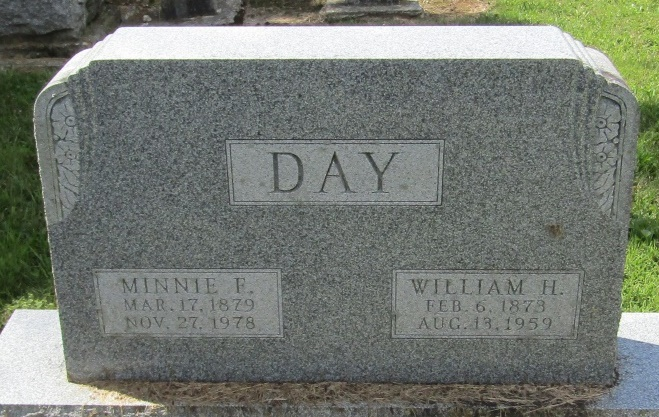 DAY
MINNIE F.
MAR. 17, 1879
NOV. 27, 1978
WILLIAM H.
FEB. 6, 1873
AUG. 13, 1959